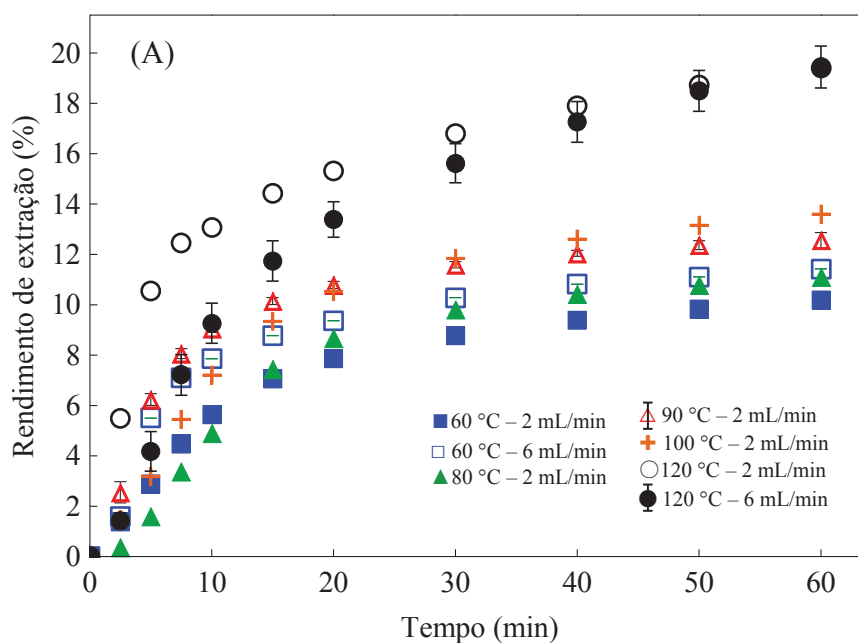 (A)
Rendimento de extração (%)
20
18
16
14
12
10
8
6
4
2
0
60 °C – 2 mL/min
60 °C – 6 mL/min
80 °C – 2 mL/min
90 °C – 2 mL/min
100 °C – 2 mL/min
120 °C – 2 mL/min
120 °C – 6 mL/min
0 10 20 30 40 50 60
Tempo (min)